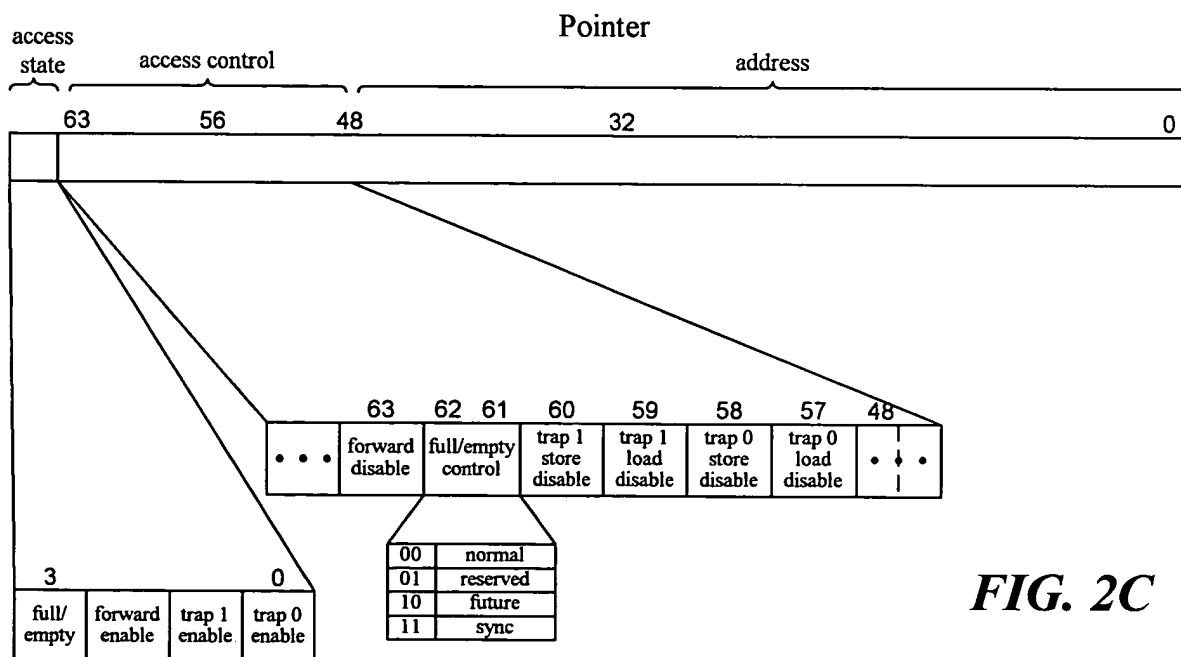 Pointer
access
state
access control
address
63 56 48 32 0
63 62 61 60 59 58 57 48
• • • forward disable full/empty control trap 1 store disable trap 1 load disable trap 0 store disable trap 0 load disable • • •
00 normal
01 reserved
10 future
11 sync
3 0
full/ empty forward enable trap 1 enable trap 0 enable
FIG. 2C